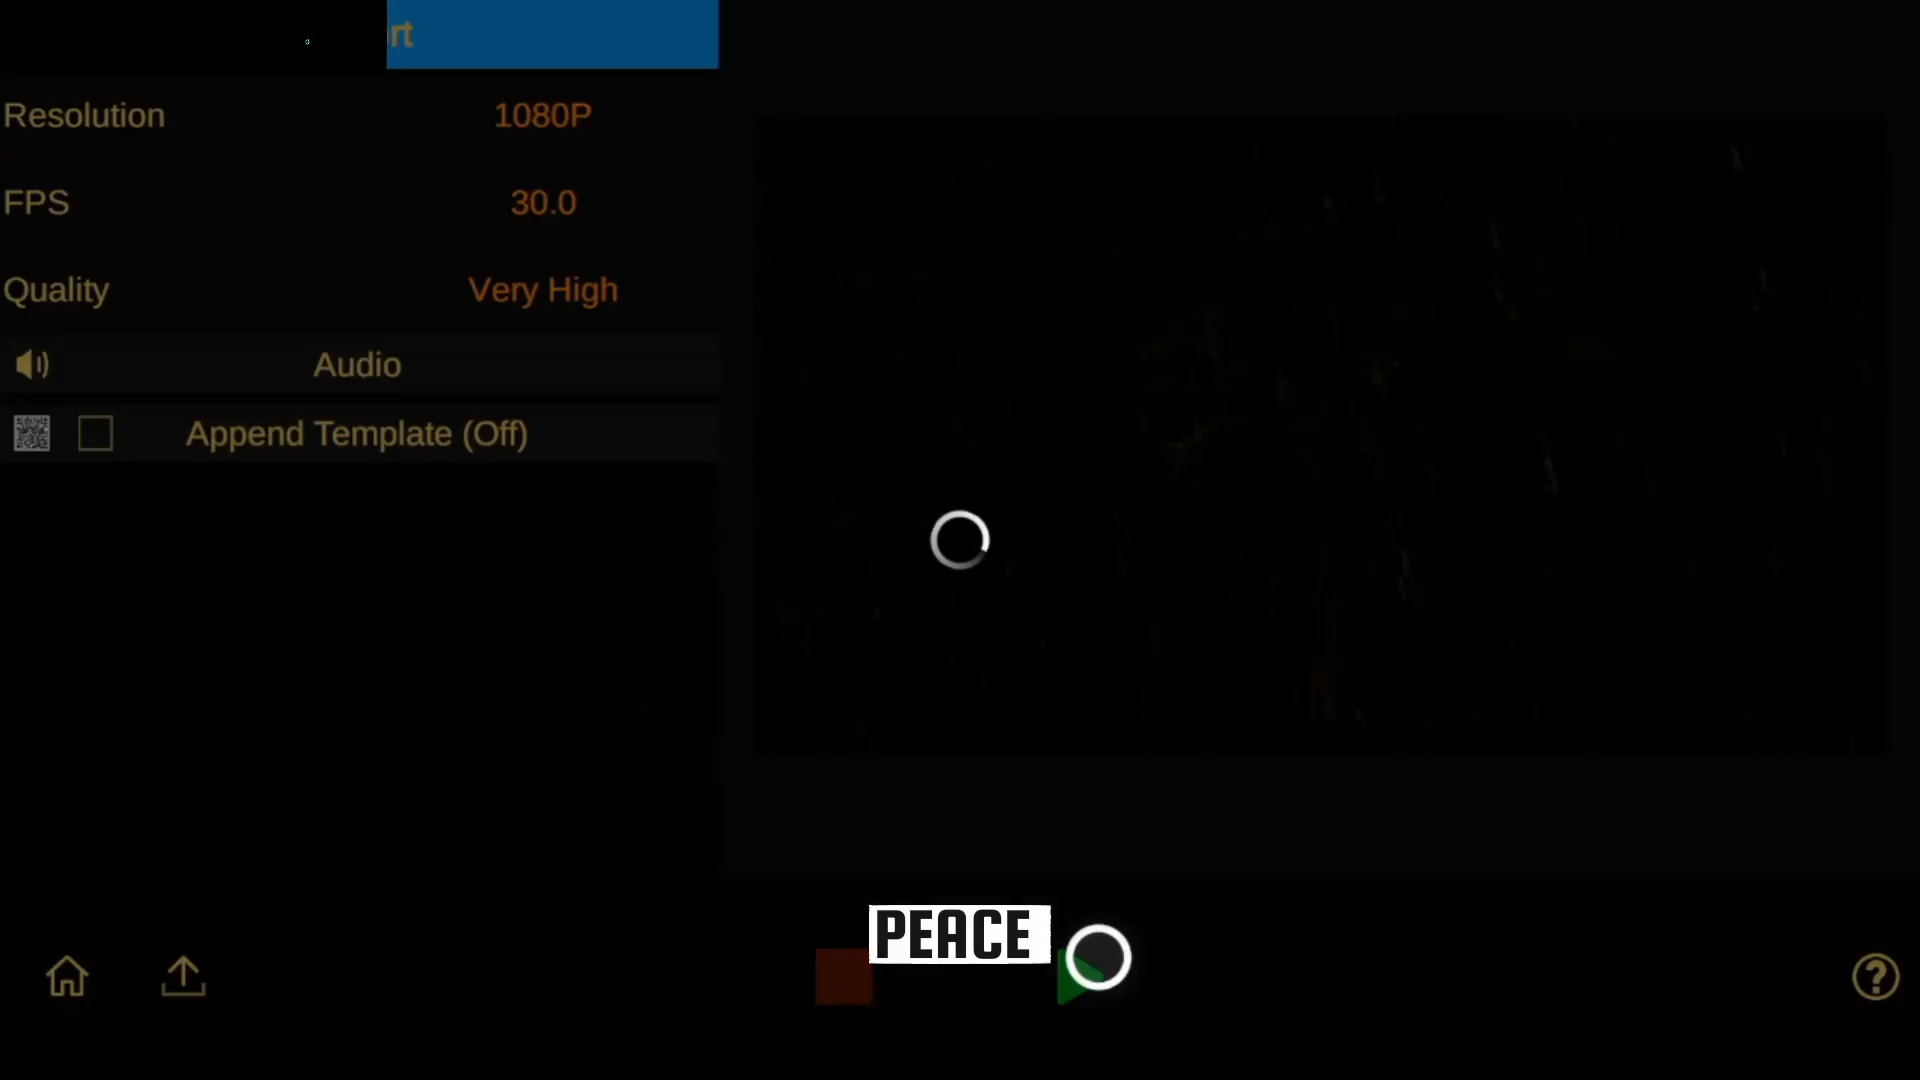 rt
Resolution 1080P
FPS 30.0
Quality Very High
Audio
Append Template (Off)
PEACE